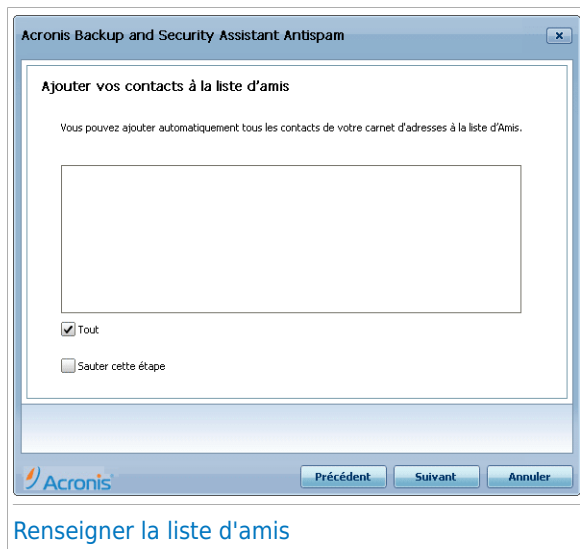 Acronis Backup and Security Assistant Antispam
Ajouter vos contacts à la liste d'amis
Vous pouvez ajouter automatiquement tous les contacts de votre carnet d'adresses à la liste d'Amis.
Tout
Sauter cette étape
Acronis
Précédent
Suivant
Annuler
Renseigner la liste d'amis